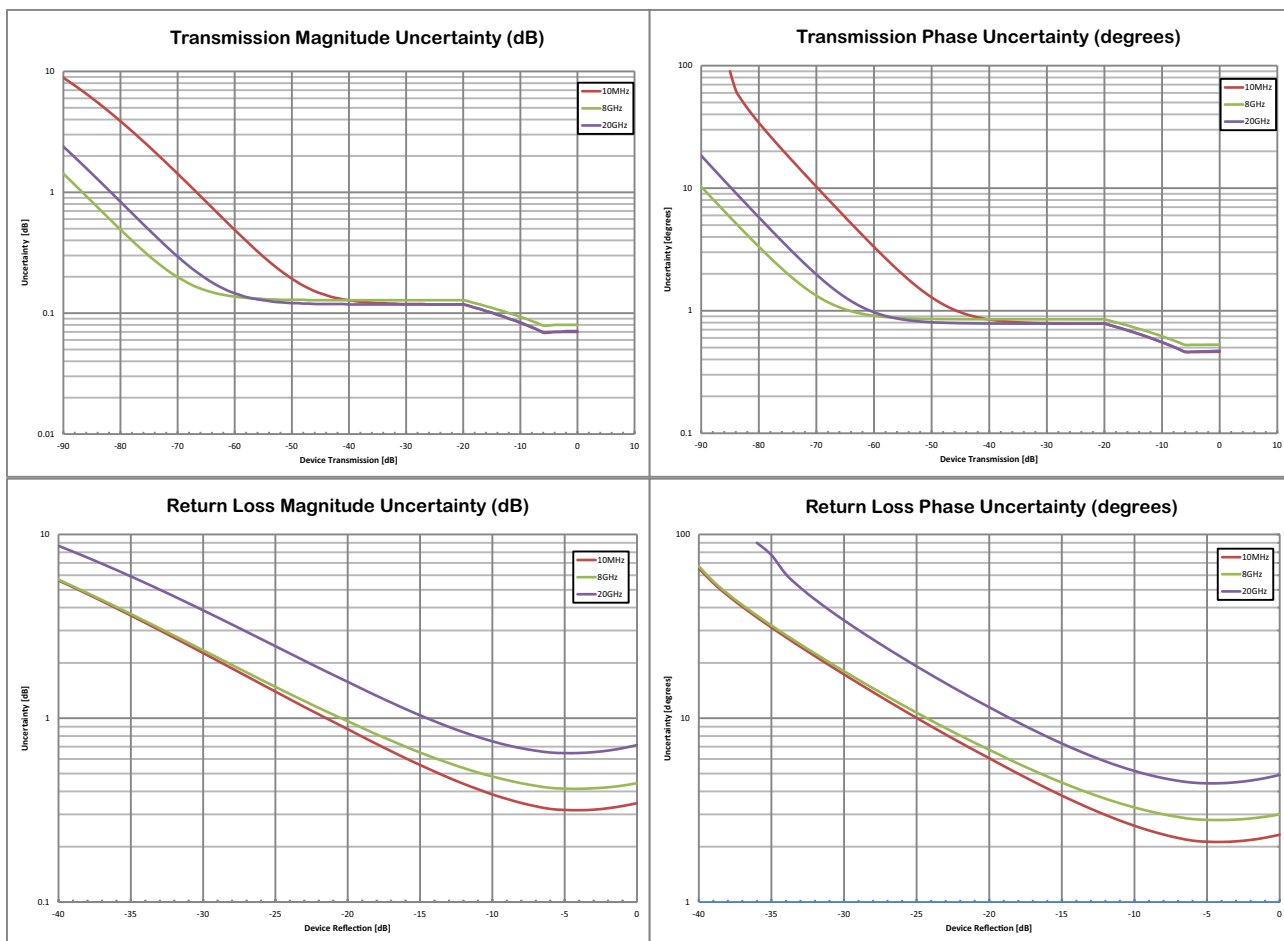 Transmission Magnitude Uncertainty (dB)
10
1
0.1
0.01
Uncertainty [dB]
-90 -80 -70 -60 -50 -40 -30 -20 -10 0 10
Device Transmission [dB]
10MHz
8GHz
20GHz
Transmission Phase Uncertainty (degrees)
100
10
1
0.1
Uncertainty [degrees]
-90 -80 -70 -60 -50 -40 -30 -20 -10 0 10
Device Transmission [dB]
10MHz
8GHz
20GHz
Return Loss Magnitude Uncertainty (dB)
10
1
0.1
Uncertainty [dB]
-40 -35 -30 -25 -20 -15 -10 -5 0
Device Reflection [dB]
10MHz
8GHz
20GHz
Return Loss Phase Uncertainty (degrees)
100
10
1
Uncertainty [degrees]
-40 -35 -30 -25 -20 -15 -10 -5 0
Device Reflection [dB]
10MHz
8GHz
20GHz